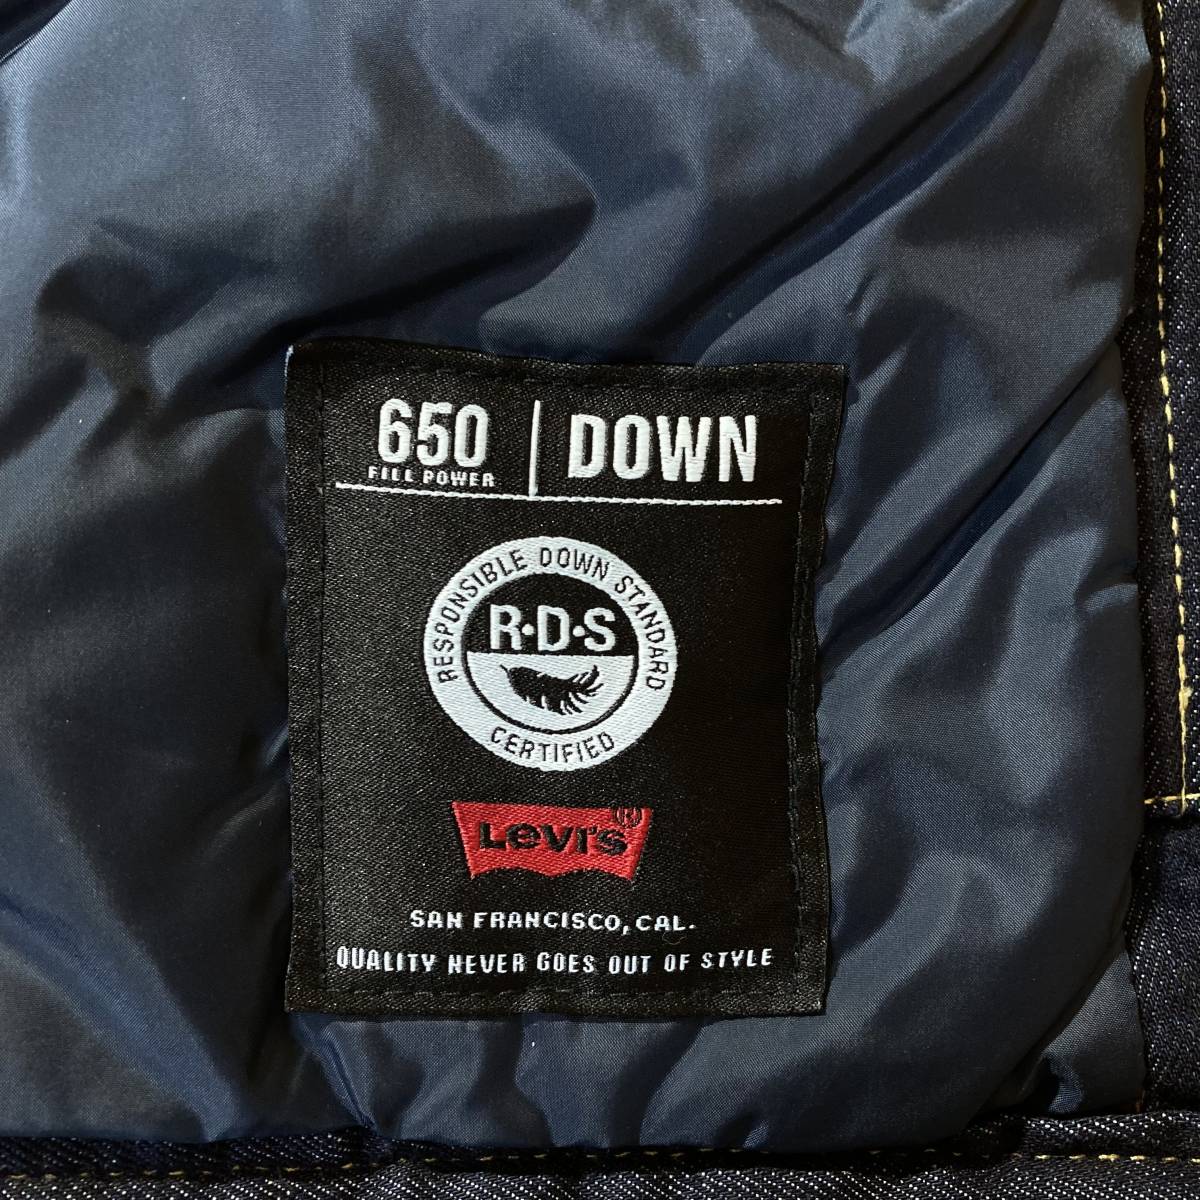 650 | DOWN
FILL POWER
RESPONSIBLE DOWN STANDARD
R·D·S
CERTIFIED
Levi's®
SAN FRANCISCO, CAL.
QUALITY NEVER GOES OUT OF STYLE